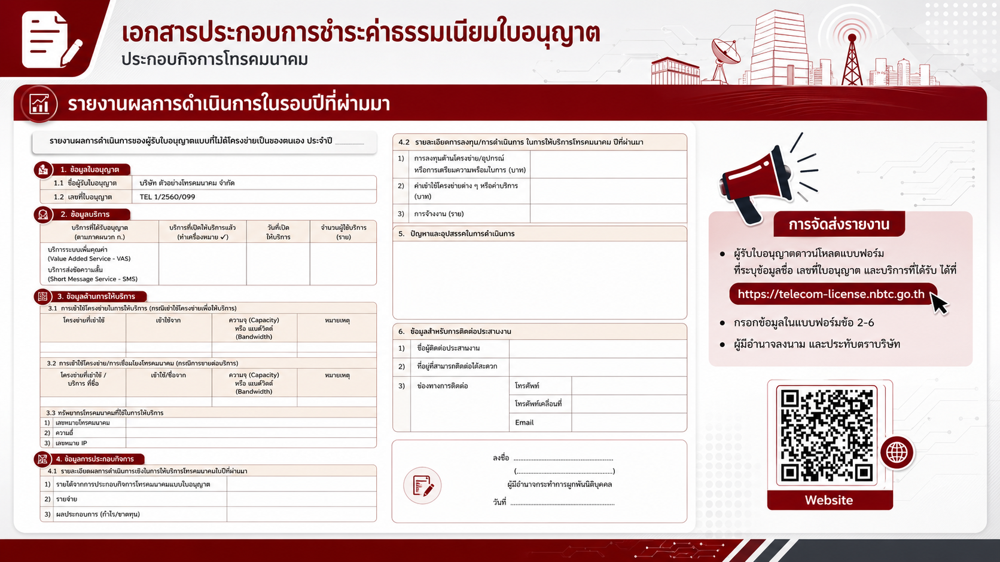 เอกสารประกอบการชำระค่าธรรมเนียมใบอนุญาต
ประกอบกิจการโทรคมนาคม
รายงานผลการดำเนินการในรอบปีที่ผ่านมา
รายงานผลการดำเนินการของผู้รับใบอนุญาตแบบที่ไม่มีโครงข่ายเป็นของตนเอง ประจำปี ________
1. ข้อมูลใบอนุญาต
1.1 ชื่อผู้รับใบอนุญาต บริษัท ตัวอย่างโทรคมนาคม จำกัด
1.2 เลขที่ใบอนุญาต TEL 1/2560/099
2. ข้อมูลบริการ
บริการที่ได้รับอนุญาต
(ตามภาคผนวก ก.)
บริการที่เปิดให้บริการแล้ว
(ทำเครื่องหมาย ✓)
วันที่เปิด
ให้บริการ
จำนวนผู้ใช้บริการ
(ราย)
บริการระบบเพิ่มคุณค่า
(Value Added Service - VAS)
บริการส่งข้อความสั้น
(Short Message Service - SMS)
3. ข้อมูลด้านการให้บริการ
3.1 การเช่าใช้โครงข่ายในการให้บริการ (กรณีเช่าใช้โครงข่ายเพื่อให้บริการ)
โครงข่ายที่เช่าใช้
เช่าใช้จาก
ความจุ (Capacity)
หรือ แบนด์วิดต์
(Bandwidth)
หมายเหตุ
3.2 การเช่าใช้โครงข่าย/การเชื่อมโยงโทรคมนาคม (กรณีการขายต่อบริการ)
โครงข่ายที่เช่าใช้ /
บริการ ที่ซื้อ
เช่าใช้/ซื้อจาก
ความจุ (Capacity)
หรือ แบนด์วิดต์
(Bandwidth)
หมายเหตุ
3.3 ทรัพยากรโทรคมนาคมที่ใช้ในการให้บริการ
1) เลขหมายโทรคมนาคม
2) ความถี่
3) เลขหมาย IP
4. ข้อมูลการประกอบกิจการ
4.1 รายละเอียดผลการดำเนินการเชิงในการให้บริการโทรคมนาคมในปีที่ผ่านมา
1) รายได้จากการประกอบกิจการโทรคมนาคมแบบใบอนุญาต
2) รายจ่าย
3) ผลประกอบการ (กำไร/ขาดทุน)
4.2 รายละเอียดการลงทุน/การดำเนินการ ในการให้บริการโทรคมนาคม ปีที่ผ่านมา
1) การลงทุนด้านโครงข่าย/อุปกรณ์
หรือการเตรียมความพร้อมในการ (บาท)
2) ค่าเช่าใช้โครงข่ายต่าง ๆ หรือค่าบริการ
(บาท)
3) การจ้างงาน (ราย)
5. ปัญหาและอุปสรรคในการดำเนินการ
6. ข้อมูลสำหรับการติดต่อประสานงาน
1) ชื่อผู้ติดต่อประสานงาน
2) ที่อยู่ที่สามารถติดต่อได้สะดวก
3) ช่องทางการติดต่อ โทรศัพท์
โทรศัพท์เคลื่อนที่
Email
ลงชื่อ ........................................................
(......................................................)
ผู้มีอำนาจกระทำการผูกพันนิติบุคคล
วันที่ ..........................................................
การจัดส่งรายงาน
• ผู้รับใบอนุญาตดาวน์โหลดแบบฟอร์ม
ที่ระบุข้อมูลชื่อ เลขที่ใบอนุญาต และบริการที่ได้รับ ได้ที่
https://telecom-license.nbtc.go.th
• กรอกข้อมูลในแบบฟอร์มข้อ 2-6
• ผู้มีอำนาจลงนาม และประทับตราบริษัท
Website